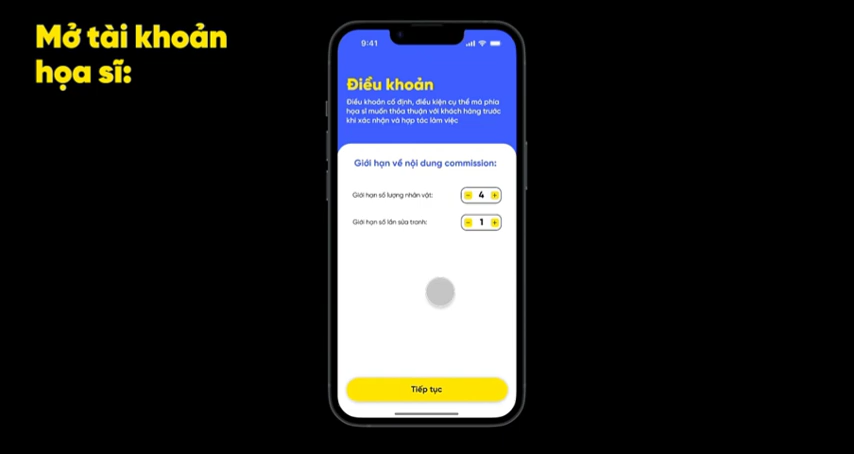 Mở tài khoản
họa sĩ:
9:41
Điều khoản
Điều khoản cố định, điều kiện cụ thể mà phía
họa sĩ muốn thỏa thuận với khách hàng trước
khi xác nhận và hợp tác làm việc
Giới hạn về nội dung commission:
Giới hạn số lượng nhân vật: - 4 +
Giới hạn số lần sửa tranh: - 1 +
Tiếp tục